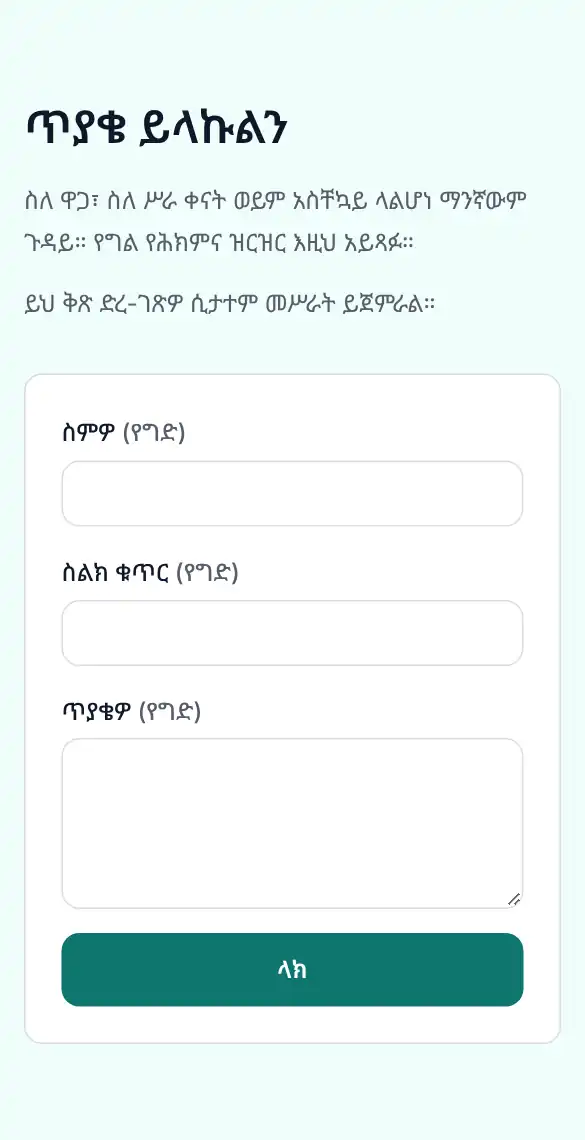 ጥያቄ ይላኩልን
ስለ ዋጋ፣ ስለ ሥራ ቀናት ወይም አስቸኳይ ላልሆነ ማንኛውም
ጉዳይ። የግል የሕክምና ዝርዝር እዚህ አይጻፉ።
ይህ ቅጽ ድረ-ገጽዎ ሲታተም መሥራት ይጀምራል።
ስምዎ (የግድ)
ስልክ ቁጥር (የግድ)
ጥያቄዎ (የግድ)
ላክ